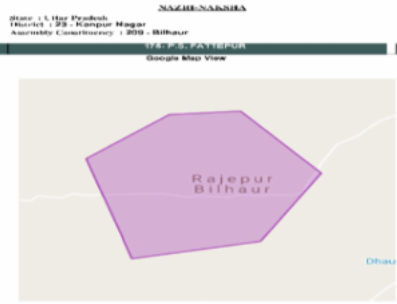 NAZRI-NAKSHA
State : Uttar Pradesh
District : 23 - Kanpur Nagar
Assembly Constituency : 209 - Bilhaur
178- P.S. FATTEPUR
Google Map View
Rajepur
Bilhaur
Dhau